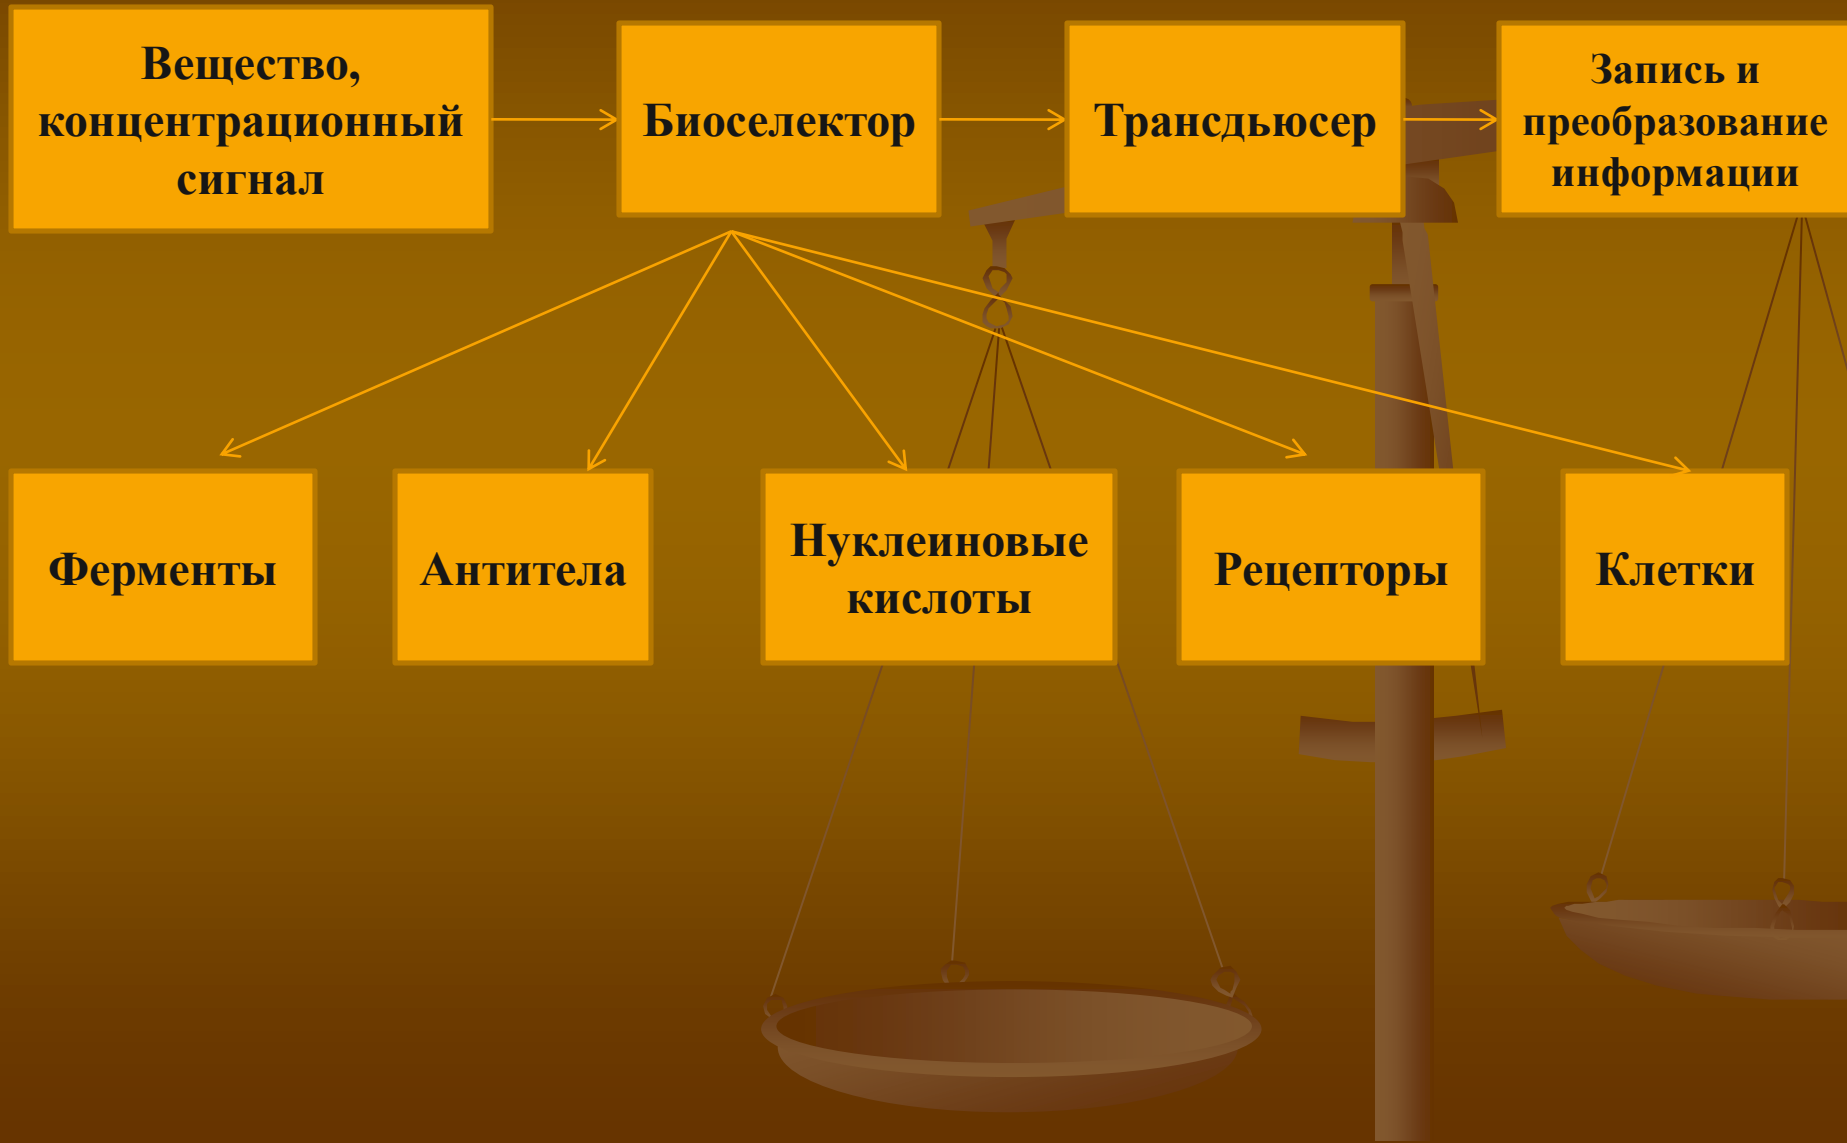 Вещество,
концентрационный
сигнал
Биоселектор
Трансдьюсер
Запись и
преобразование
информации
Ферменты
Антитела
Нуклеиновые
кислоты
Рецепторы
Клетки